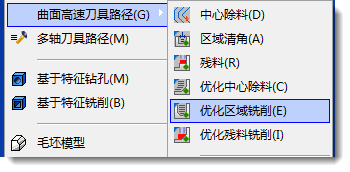 曲面高速刀具路径(G)
多轴刀具路径(M)
基于特征钻孔(M)
基于特征铣削(B)
毛坯模型
中心除料(D)
区域清角(A)
残料(R)
优化中心除料(C)
优化区域铣削(E)
优化残料铣削(I)